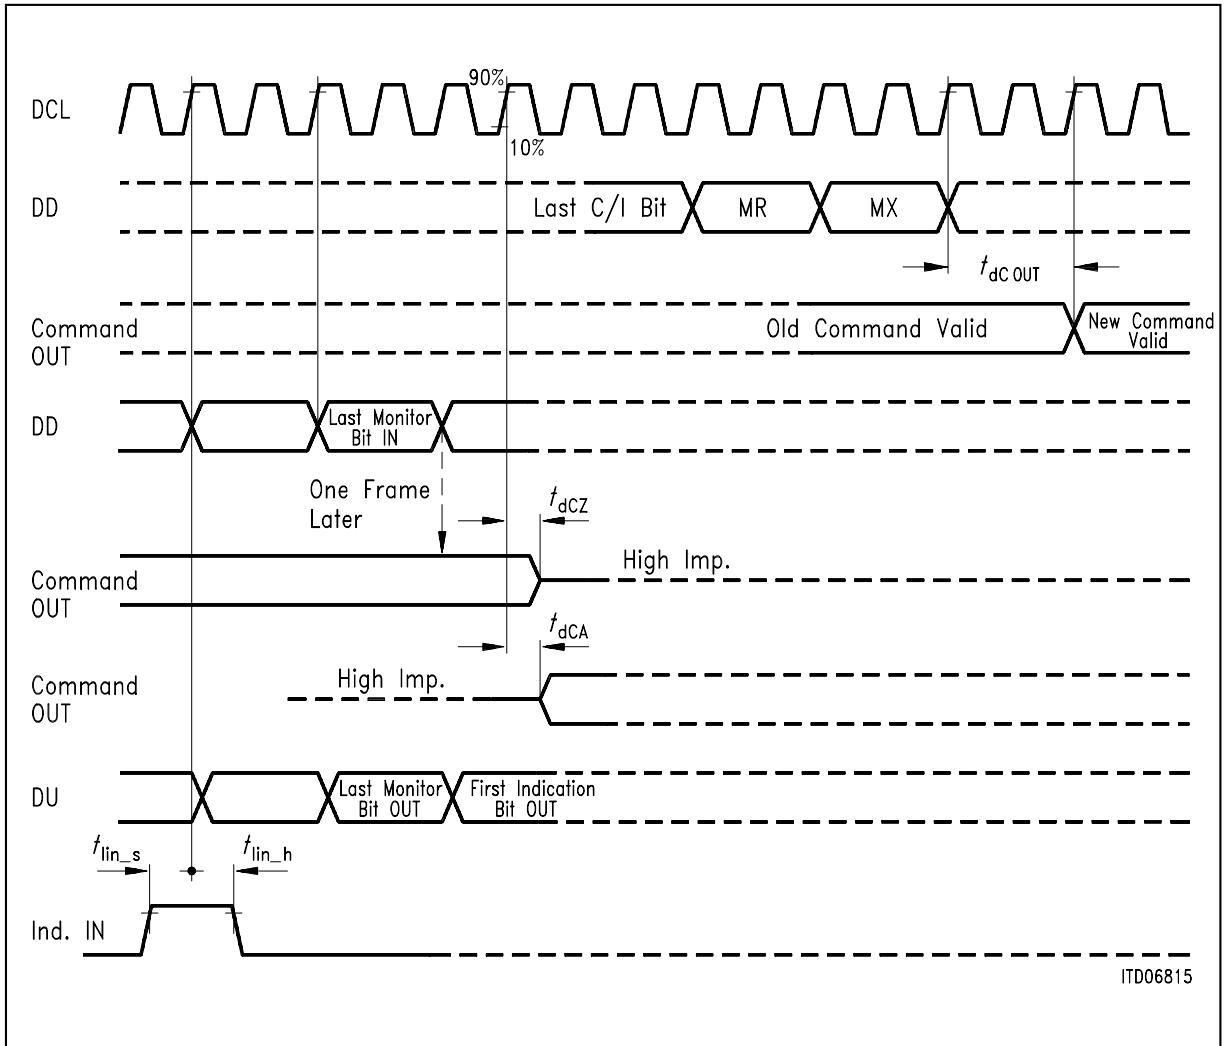 90%
DCL
10%
DD
Last C/I Bit
MR
MX
tdC OUT
Command
OUT
Old Command Valid
New Command
Valid
DD
Last Monitor
Bit IN
One Frame
Later
tdCZ
High Imp.
Command
OUT
tdCA
High Imp.
Command
OUT
DU
Last Monitor
Bit OUT
First Indication
Bit OUT
tIin_s
tIin_h
Ind. IN
ITD06815